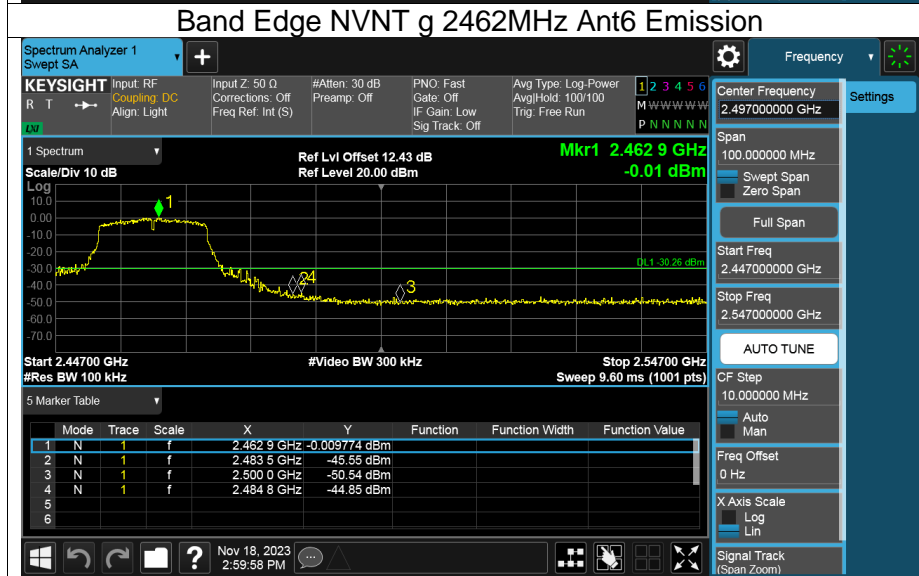 Band Edge NVNT g 2462MHz Ant6 Emission
Spectrum Analyzer 1
Swept SA
+
Frequency
KEYSIGHT
R T
LXI
Input: RF
Coupling: DC
Align: Light
Input Z: 50 Ω
Corrections: Off
Freq Ref: Int (S)
#Atten: 30 dB
Preamp: Off
PNO: Fast
Gate: Off
IF Gain: Low
Sig Track: Off
Avg Type: Log-Power
Avg|Hold: 100/100
Trig: Free Run
1 2 3 4 5 6
M W W W W W
P N N N N N
1 Spectrum
Scale/Div 10 dB
Ref Lvl Offset 12.43 dB
Ref Level 20.00 dBm
Mkr1 2.462 9 GHz
-0.01 dBm
Log
10.0
0.00
-10.0
-20.0
-30.0
-40.0
-50.0
-60.0
-70.0
1
2
4
3
DL1 -30.26 dBm
Start 2.44700 GHz
#Res BW 100 kHz
#Video BW 300 kHz
Stop 2.54700 GHz
Sweep 9.60 ms (1001 pts)
5 Marker Table
Mode Trace Scale X Y Function Function Width Function Value
1 N 1 f 2.462 9 GHz -0.009774 dBm
2 N 1 f 2.483 5 GHz -45.55 dBm
3 N 1 f 2.500 0 GHz -50.54 dBm
4 N 1 f 2.484 8 GHz -44.85 dBm
5
6
?
Nov 18, 2023
2:59:58 PM
Settings
Center Frequency
2.497000000 GHz
Span
100.000000 MHz
Swept Span
Zero Span
Full Span
Start Freq
2.447000000 GHz
Stop Freq
2.547000000 GHz
AUTO TUNE
CF Step
10.000000 MHz
Auto
Man
Freq Offset
0 Hz
X Axis Scale
Log
Lin
Signal Track
(Span Zoom)